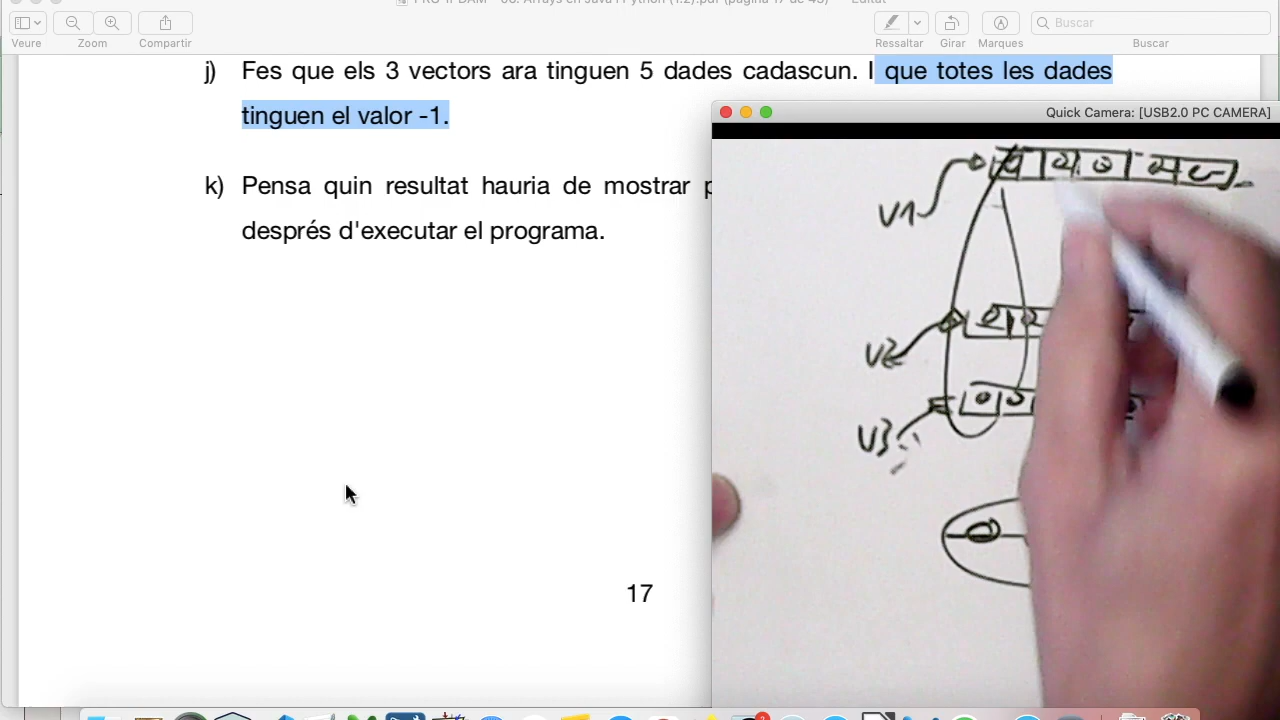 Veure
Zoom
Compartir
Ressaltar
Girar
Marques
Buscar
Buscar
j) Fes que els 3 vectors ara tinguen 5 dades cadascun. I que totes les dades
tinguen el valor -1.
k) Pensa quin resultat hauria de mostrar
després d'executar el programa.
17
Quick Camera: [USB2.0 PC CAMERA]
V1
V2
V3